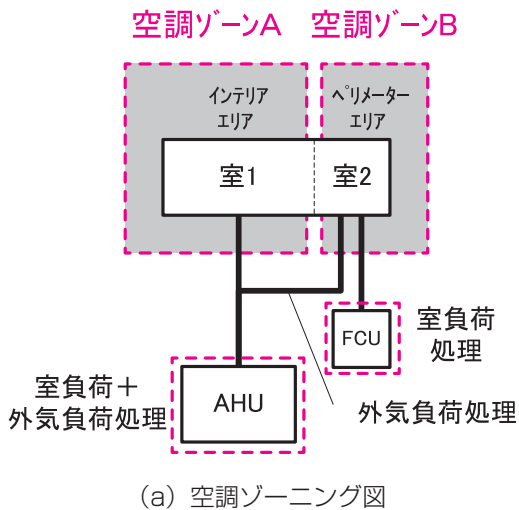 空調ゾーンA 空調ゾーンB
インテリア
エリア
ペリメーター
エリア
室1
室2
FCU
室負荷
処理
AHU
室負荷＋
外気負荷処理
外気負荷処理
(a) 空調ゾーニング図